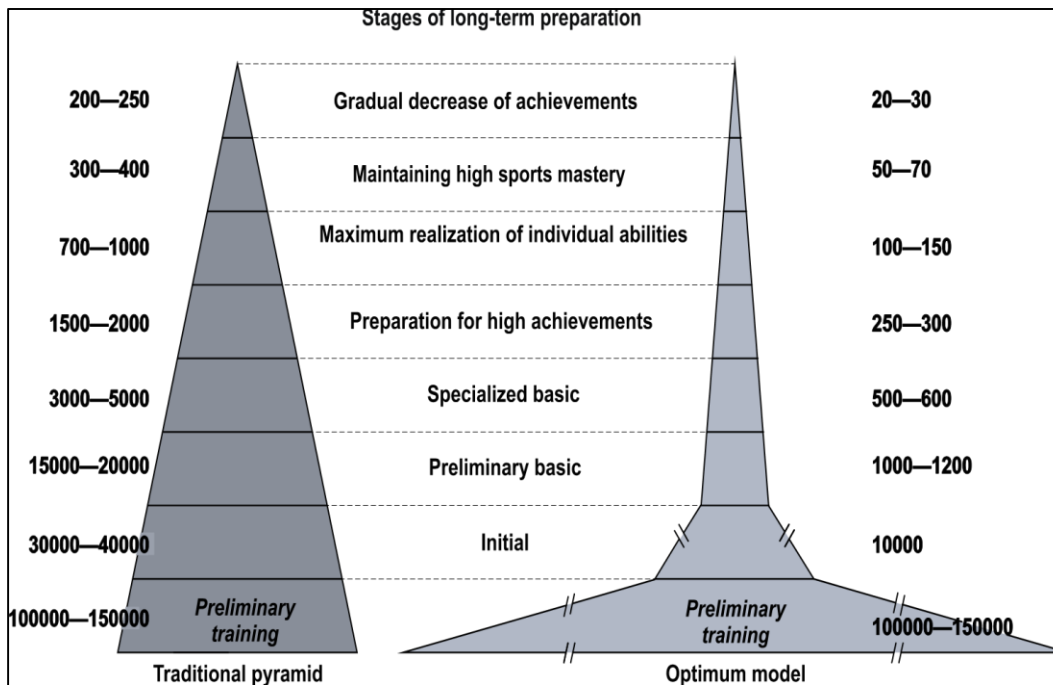 Stages of long-term preparation
200—250 Gradual decrease of achievements 20—30
300—400 Maintaining high sports mastery 50—70
700—1000 Maximum realization of individual abilities 100—150
1500—2000 Preparation for high achievements 250—300
3000—5000 Specialized basic 500—600
15000—20000 Preliminary basic 1000—1200
30000—40000 Initial 10000
100000—150000 Preliminary training Preliminary training 100000—150000
Traditional pyramid Optimum model